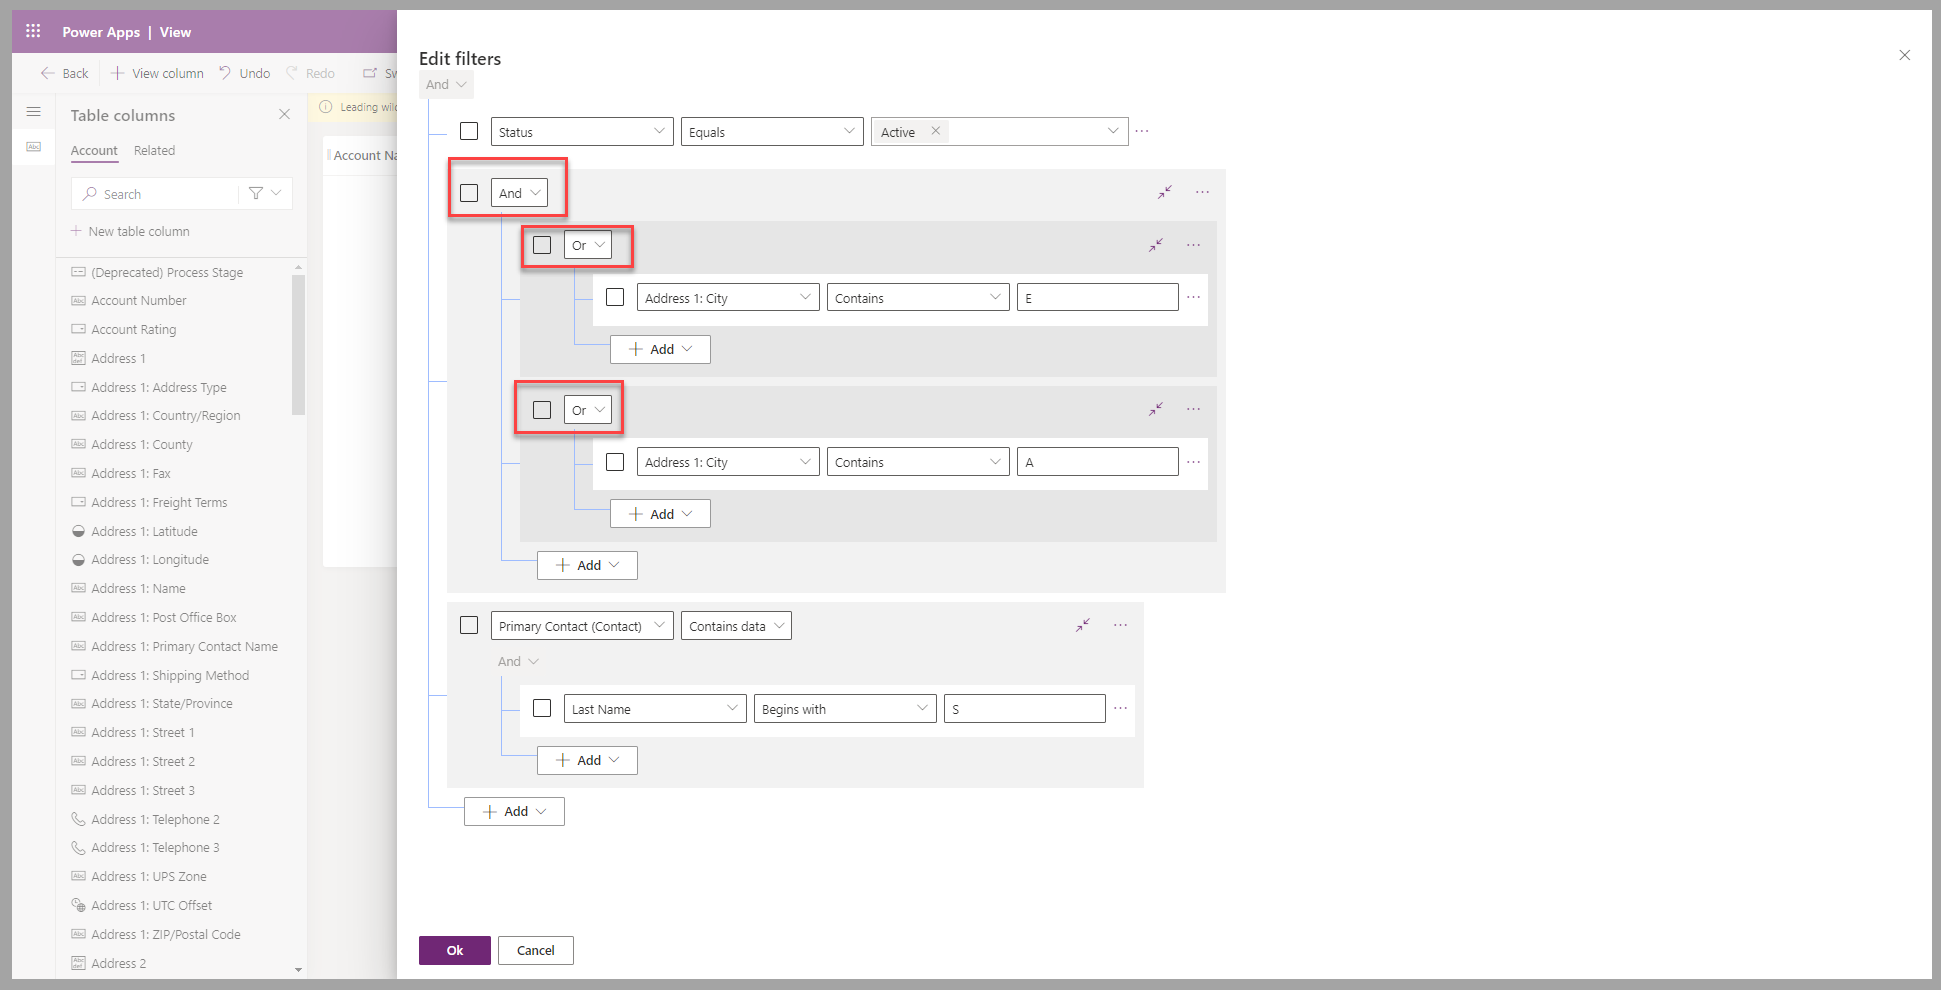 Power Apps | View
Back
View column
Undo
Redo
Sw
Table columns
Account
Related
Search
New table column
(Deprecated) Process Stage
Account Number
Account Rating
Address 1
Address 1: Address Type
Address 1: Country/Region
Address 1: County
Address 1: Fax
Address 1: Freight Terms
Address 1: Latitude
Address 1: Longitude
Address 1: Name
Address 1: Post Office Box
Address 1: Primary Contact Name
Address 1: Shipping Method
Address 1: State/Province
Address 1: Street 1
Address 1: Street 2
Address 1: Street 3
Address 1: Telephone 2
Address 1: Telephone 3
Address 1: UPS Zone
Address 1: UTC Offset
Address 1: ZIP/Postal Code
Address 2
Leading wild
Account Na
Edit filters
And
Status Equals Active
And
Or
Address 1: City Contains E
Add
Or
Address 1: City Contains A
Add
Add
Primary Contact (Contact) Contains data
And
Last Name Begins with S
Add
Add
Ok Cancel